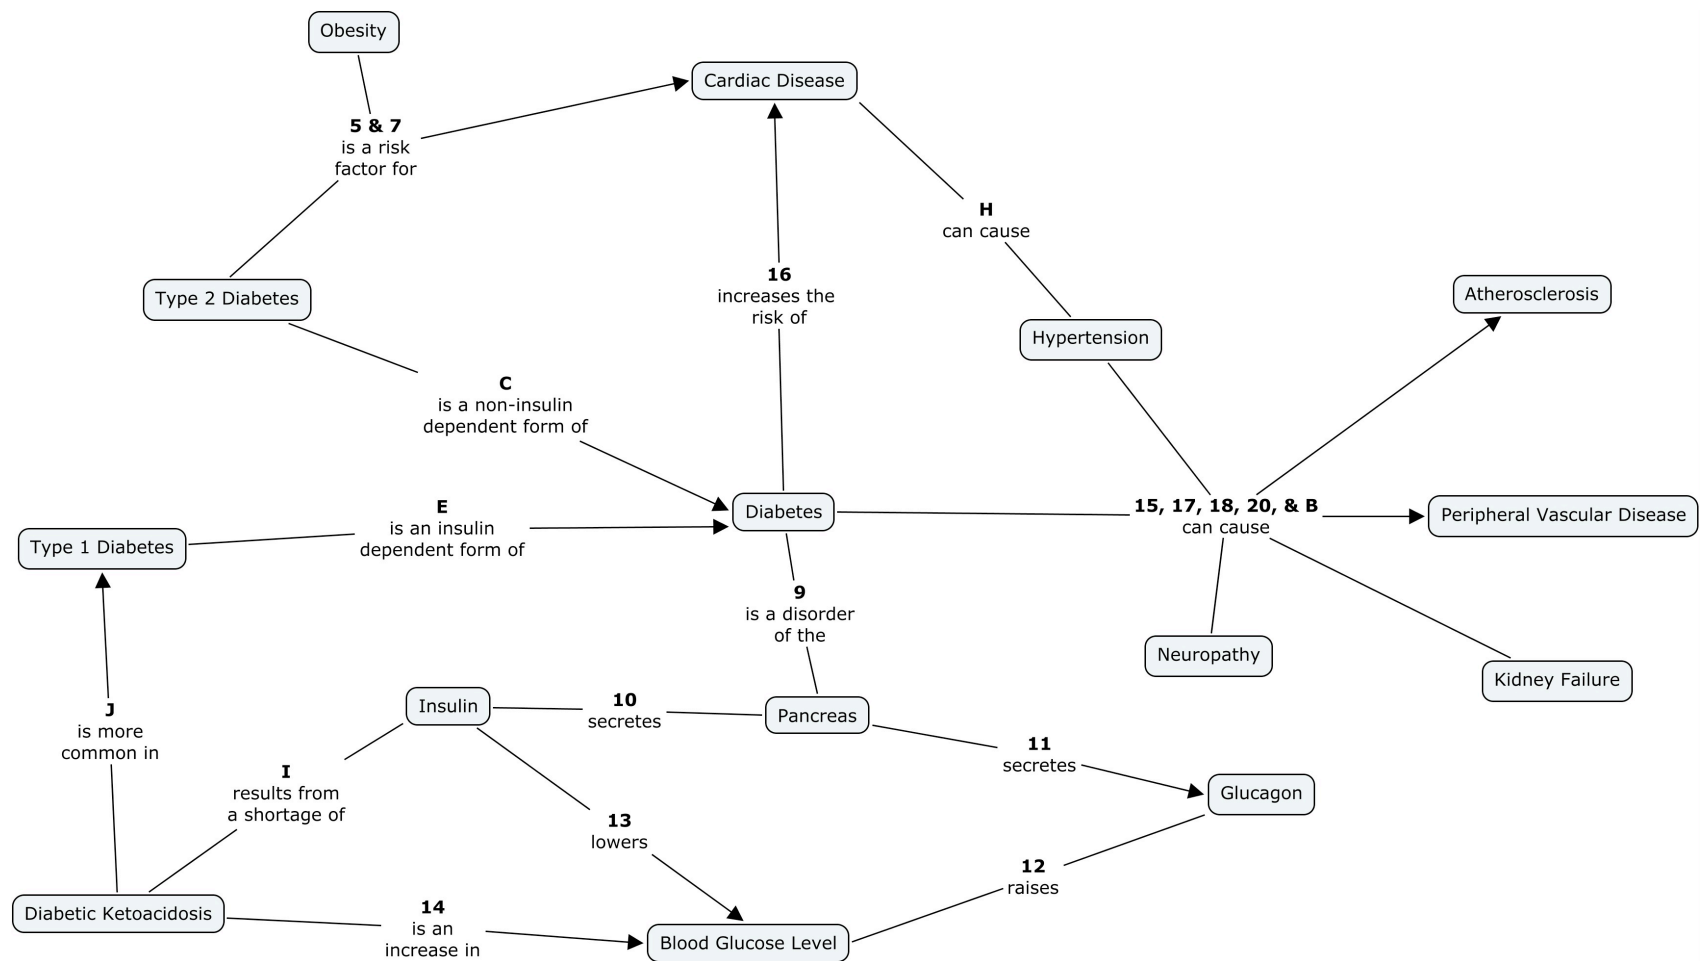 Obesity
Cardiac Disease
5 & 7
is a risk
factor for
H
can cause
16
increases the
risk of
Type 2 Diabetes
Atherosclerosis
Hypertension
C
is a non-insulin
dependent form of
E
is an insulin
dependent form of
Diabetes
15, 17, 18, 20, & B
can cause
Peripheral Vascular Disease
Type 1 Diabetes
9
is a disorder
of the
Neuropathy
Kidney Failure
J
is more
common in
Insulin
10
secretes
Pancreas
11
secretes
Glucagon
I
results from
a shortage of
13
lowers
12
raises
Diabetic Ketoacidosis
14
is an
increase in
Blood Glucose Level